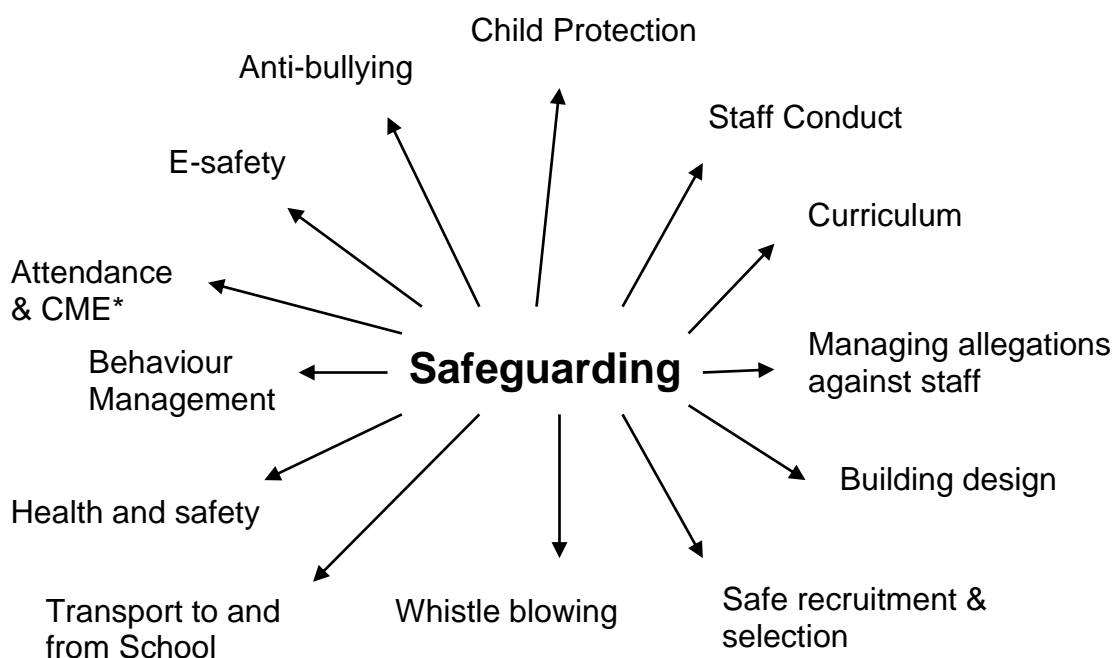 Child Protection
Anti-bullying
Staff Conduct
E-safety
Curriculum
Attendance
& CME*
Managing allegations
against staff
Behaviour
Management
Safeguarding
Building design
Health and safety
Transport to and
from School
Whistle blowing
Safe recruitment &
selection